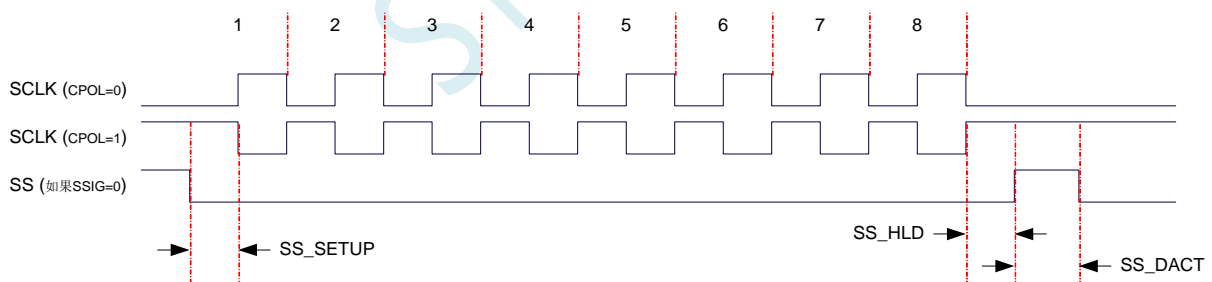 1 2 3 4 5 6 7 8
SCLK (CPOL=0)
SCLK (CPOL=1)
SS (如果SSIG=0)
SS_SETUP
SS_HLD
SS_DACT